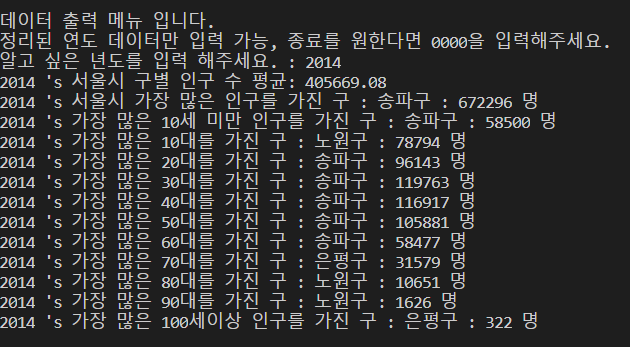 데이터 출력 메뉴 입니다.
정리된 연도 데이터만 입력 가능, 종료를 원한다면 0000을 입력해주세요.
알고 싶은 년도를 입력 해주세요. : 2014
2014 's 서울시 구별 인구 수 평균: 405669.08
2014 's 서울시 가장 많은 인구를 가진 구 : 송파구 : 672296 명
2014 's 가장 많은 10세 미만 인구를 가진 구 : 송파구 : 58500 명
2014 's 가장 많은 10대를 가진 구 : 노원구 : 78794 명
2014 's 가장 많은 20대를 가진 구 : 송파구 : 96143 명
2014 's 가장 많은 30대를 가진 구 : 송파구 : 119763 명
2014 's 가장 많은 40대를 가진 구 : 송파구 : 116917 명
2014 's 가장 많은 50대를 가진 구 : 송파구 : 105881 명
2014 's 가장 많은 60대를 가진 구 : 송파구 : 58477 명
2014 's 가장 많은 70대를 가진 구 : 은평구 : 31579 명
2014 's 가장 많은 80대를 가진 구 : 노원구 : 10651 명
2014 's 가장 많은 90대를 가진 구 : 노원구 : 1626 명
2014 's 가장 많은 100세이상 인구를 가진 구 : 은평구 : 322 명